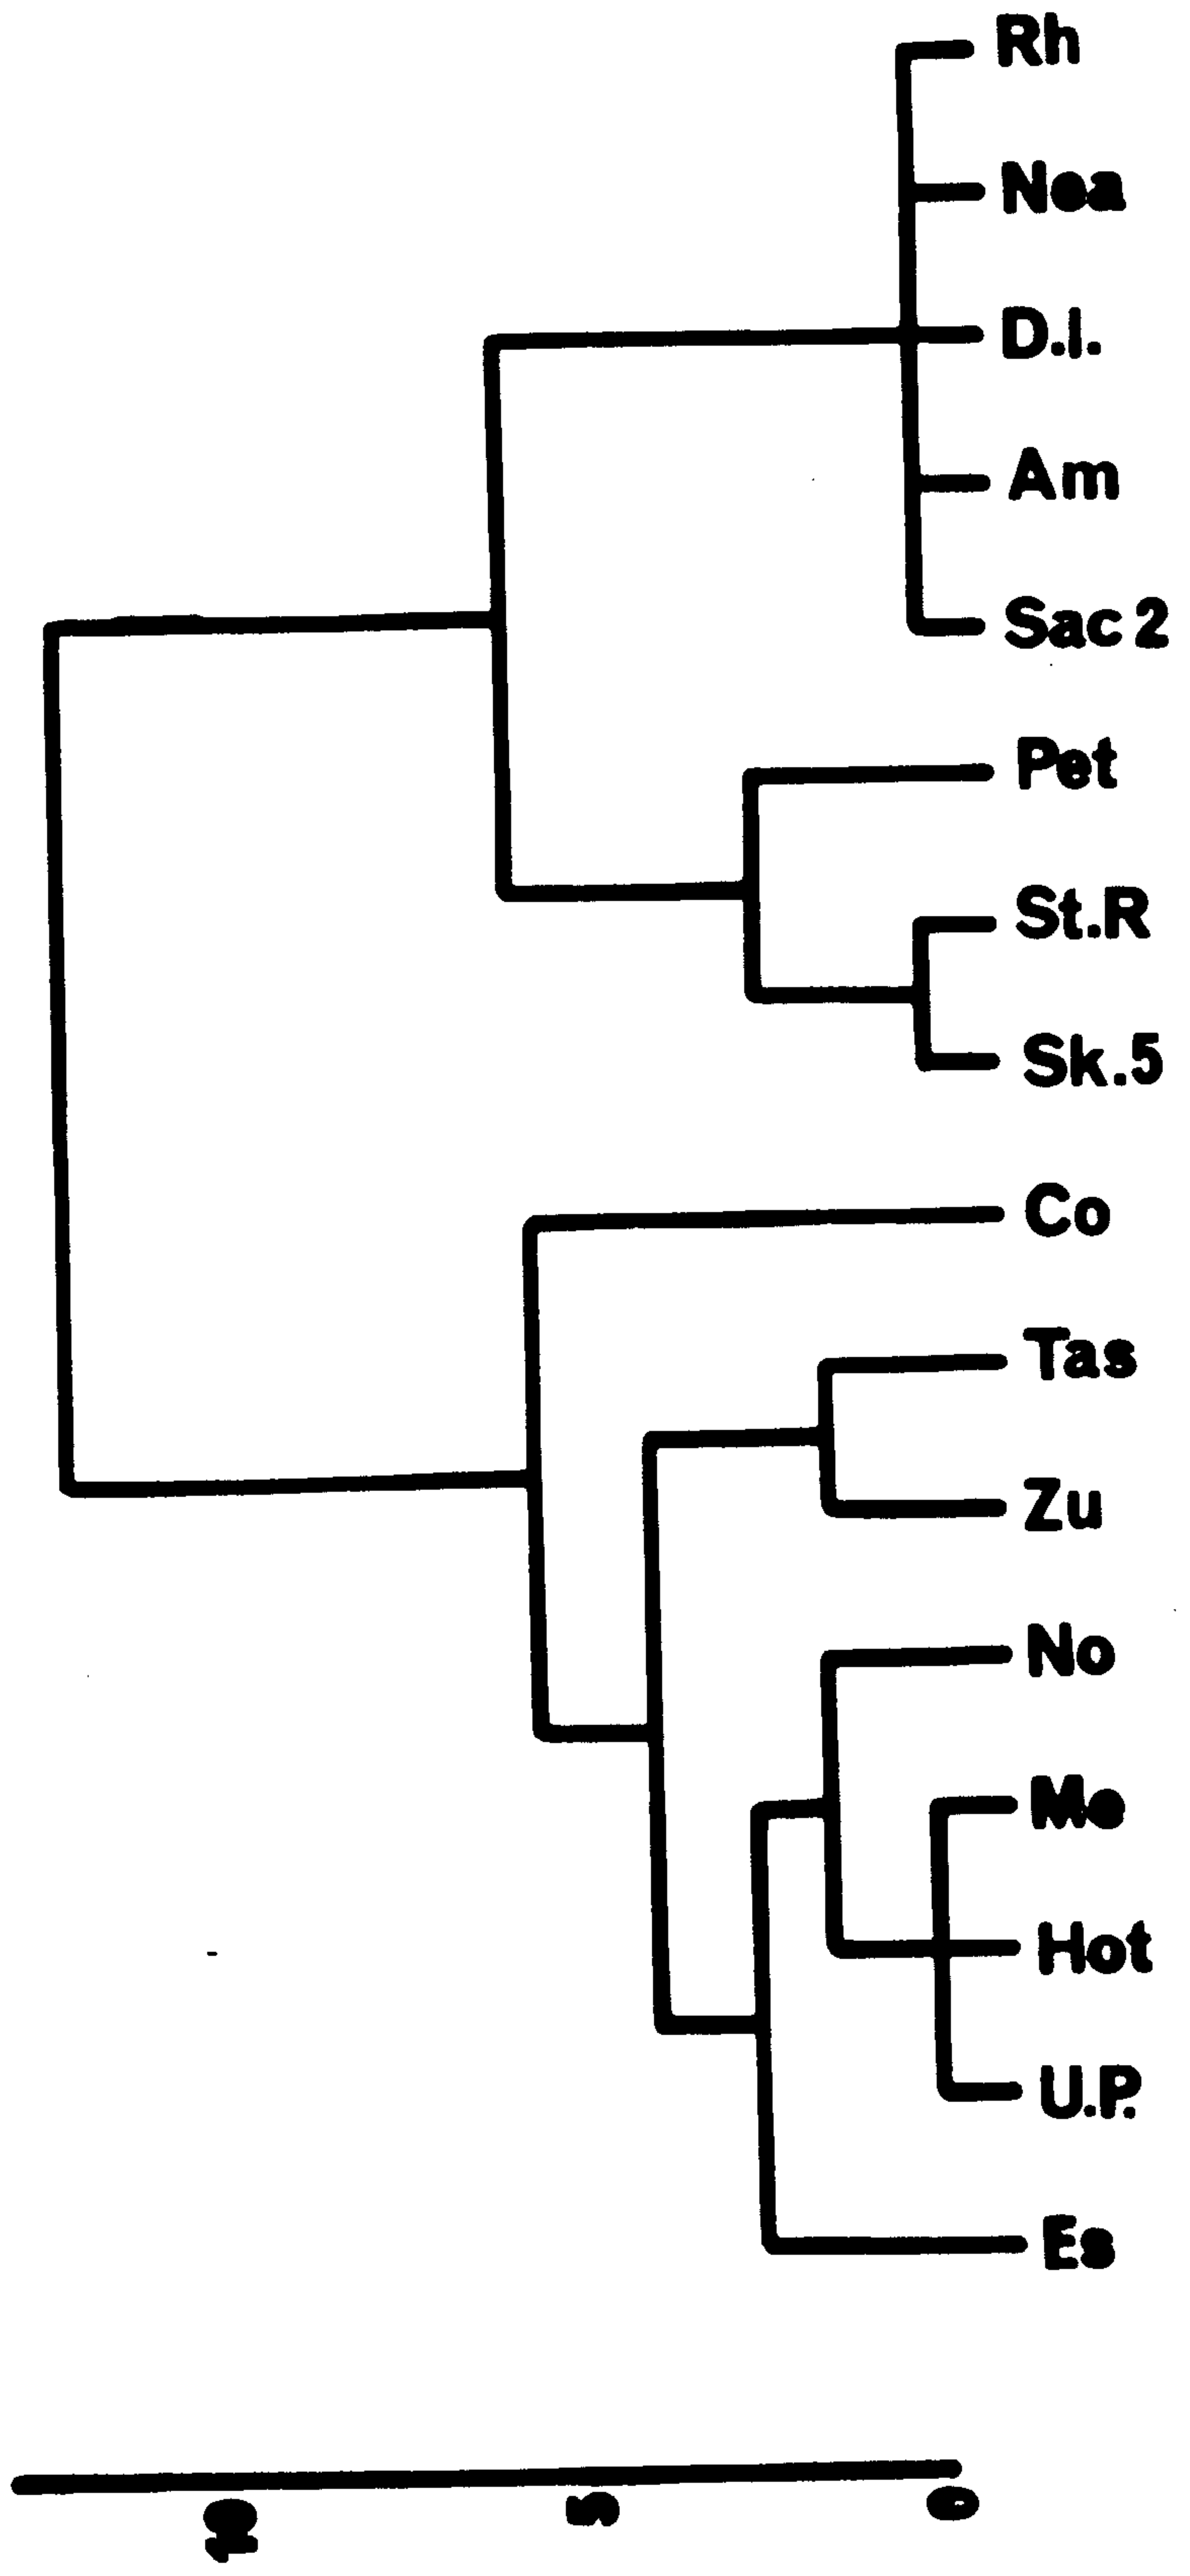 Rh
Nea
D.I.
Am
Sac 2
Pet
St.R
Sk.5
Co
Tas
Zu
No
Me
Hot
U.P.
Es
10 5 0